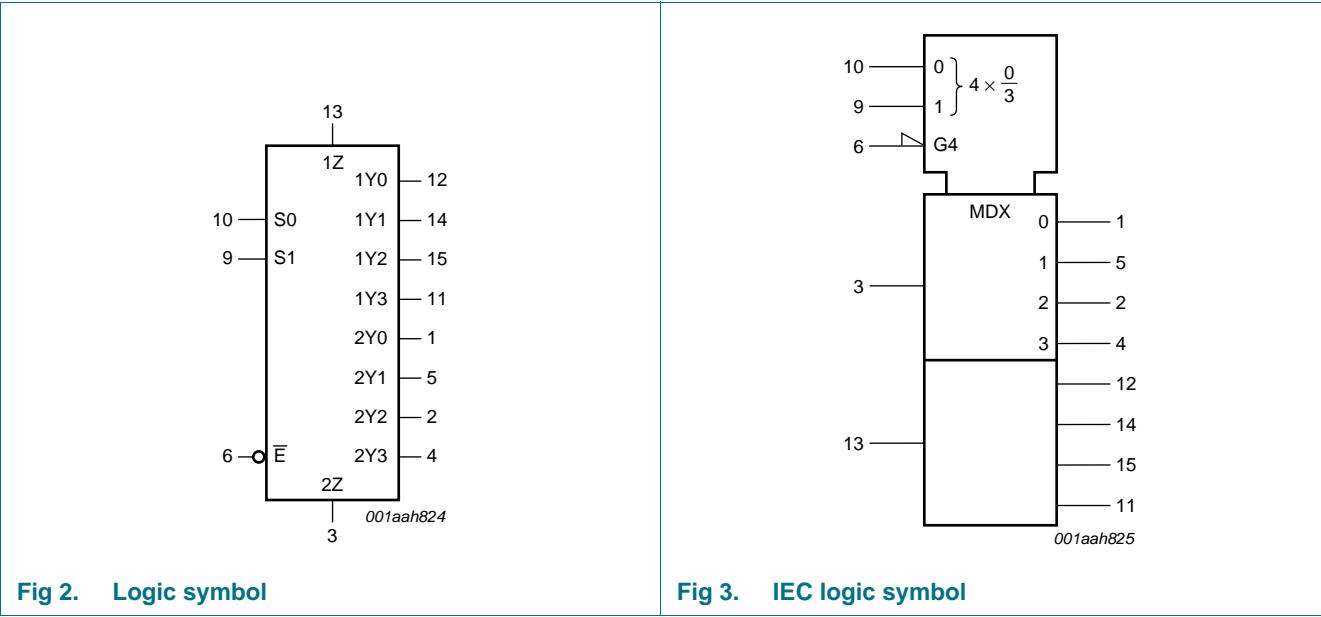 13
1Z
1Y0 12
10 S0 1Y1 14
9 S1 1Y2 15
1Y3 11
2Y0 1
2Y1 5
2Y2 2
6 E̅ 2Y3 4
2Z
001aah824
3
Fig 2. Logic symbol
10 0
4 × 0/3
9 1
6 G4
MDX
0 1
1 5
3
2 2
3 4
12
14
13
15
11
001aah825
Fig 3. IEC logic symbol